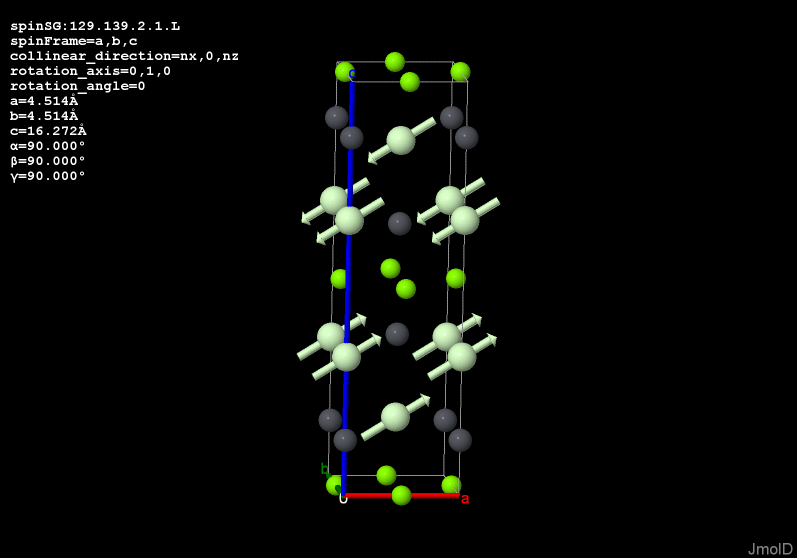 spinSG:129.139.2.1.L
spinFrame=a,b,c
collinear_direction=nx,0,nz
rotation_axis=0,1,0
rotation_angle=0
a=4.514Å
b=4.514Å
c=16.272Å
α=90.000°
β=90.000°
γ=90.000°
c
b
0
a
JmolD